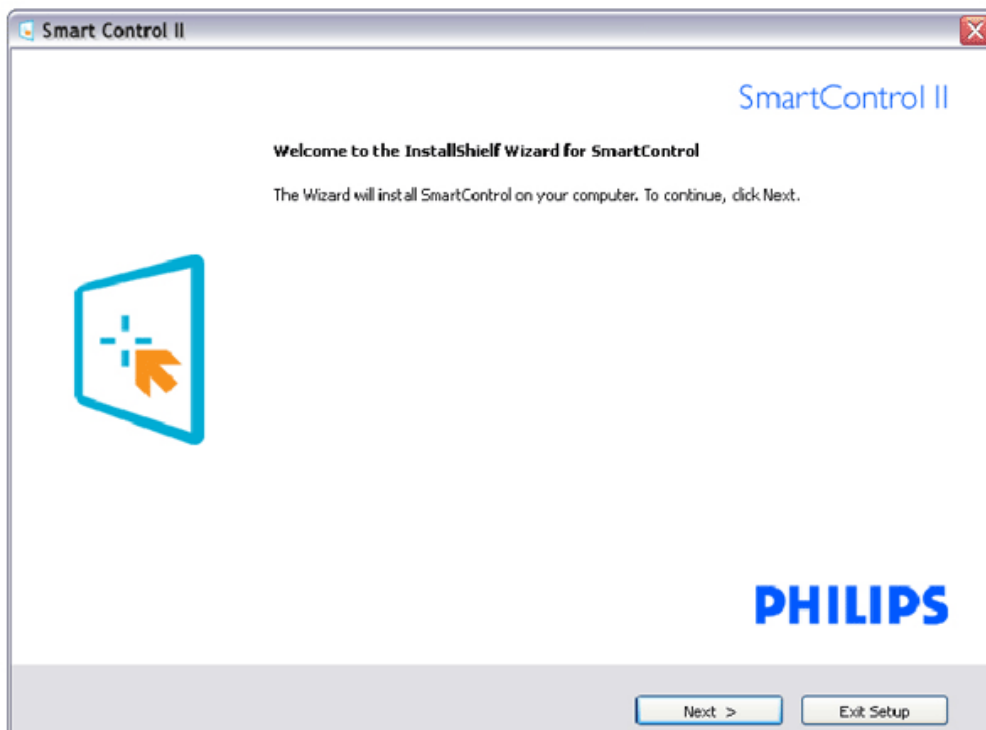 Smart Control II
SmartControl II
Welcome to the InstallShielf Wizard for SmartControl
The Wizard will install SmartControl on your computer. To continue, click Next.
PHILIPS
Next >
Exit Setup